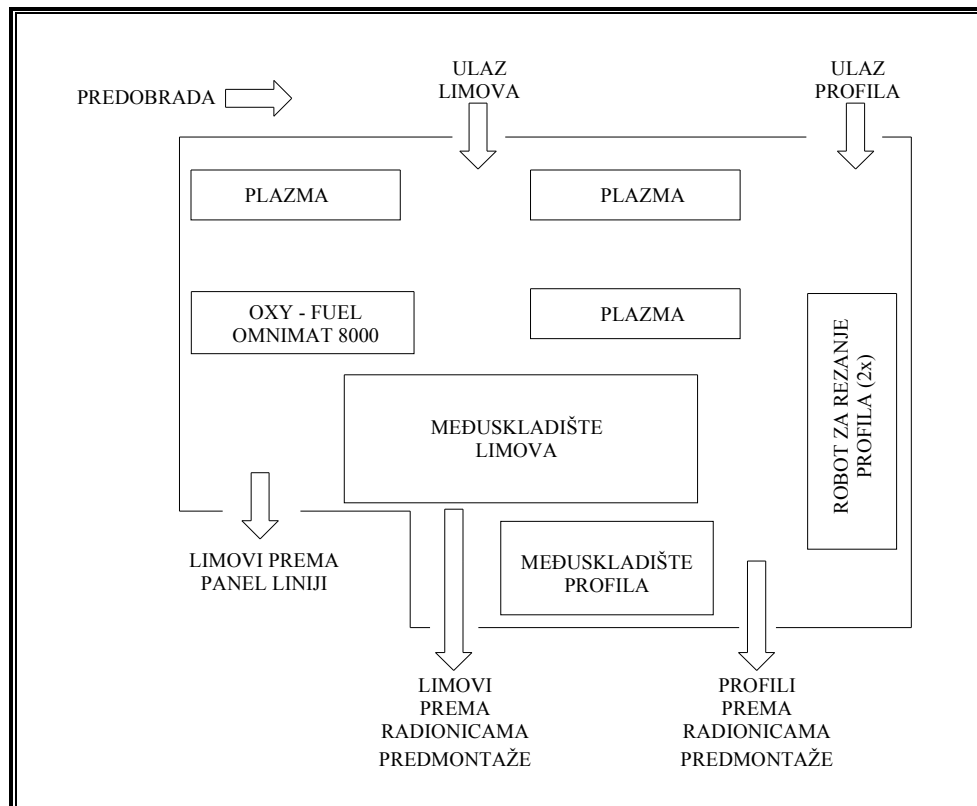 PREDOBRADA
ULAZ
LIMOVA
ULAZ
PROFILA
PLAZMA
PLAZMA
OXY - FUEL
OMNIMAT 8000
PLAZMA
ROBOT ZA REZANJE
PROFILA (2x)
MEĐUSKLADIŠTE
LIMOVA
LIMOVI PREMA
PANEL LINIJI
MEĐUSKLADIŠTE
PROFILA
LIMOVI
PREMA
RADIONICAMA
PREDMONTAŽE
PROFILI
PREMA
RADIONICAMA
PREDMONTAŽE